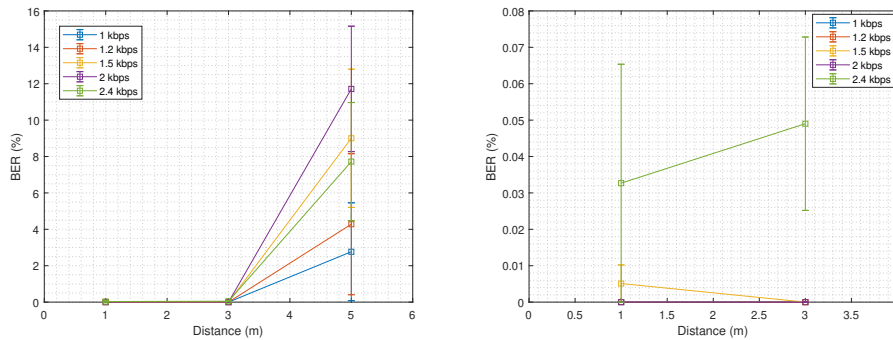 16
14
12
10
8
6
4
2
0
BER (%)
1 kbps
1.2 kbps
1.5 kbps
2 kbps
2.4 kbps
0 1 2 3 4 5 6
Distance (m)
0.08
0.07
0.06
0.05
0.04
0.03
0.02
0.01
0
BER (%)
1 kbps
1.2 kbps
1.5 kbps
2 kbps
2.4 kbps
0 0.5 1 1.5 2 2.5 3 3.5
Distance (m)